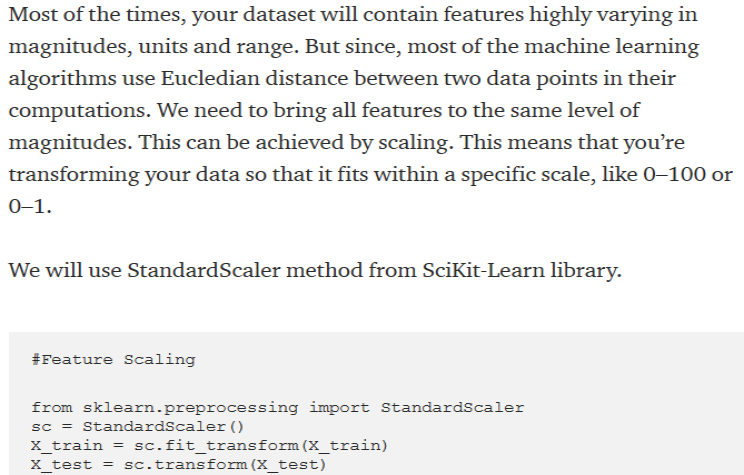 Most of the times, your dataset will contain features highly varying in
magnitudes, units and range. But since, most of the machine learning
algorithms use Eucledian distance between two data points in their
computations. We need to bring all features to the same level of
magnitudes. This can be achieved by scaling. This means that you’re
transforming your data so that it fits within a specific scale, like 0–100 or
0–1.
We will use StandardScaler method from SciKit-Learn library.
#Feature Scaling
from sklearn.preprocessing import StandardScaler
sc = StandardScaler()
X_train = sc.fit_transform(X_train)
X_test = sc.transform(X_test)